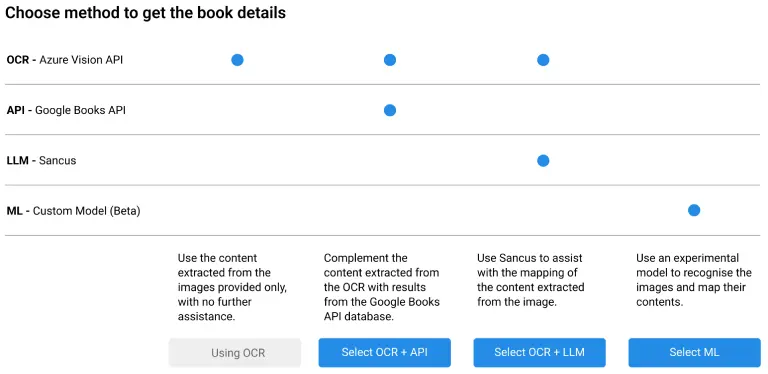 Choose method to get the book details
OCR - Azure Vision API
API - Google Books API
LLM - Sancus
ML - Custom Model (Beta)
Use the content
extracted from the
images provided only,
with no further
assistance.
Complement the
content extracted from
the OCR with results
from the Google Books
API database.
Use Sancus to assist
with the mapping of
the content extracted
from the image.
Use an experimental
model to recognise the
images and map their
contents.
Using OCR
Select OCR + API
Select OCR + LLM
Select ML